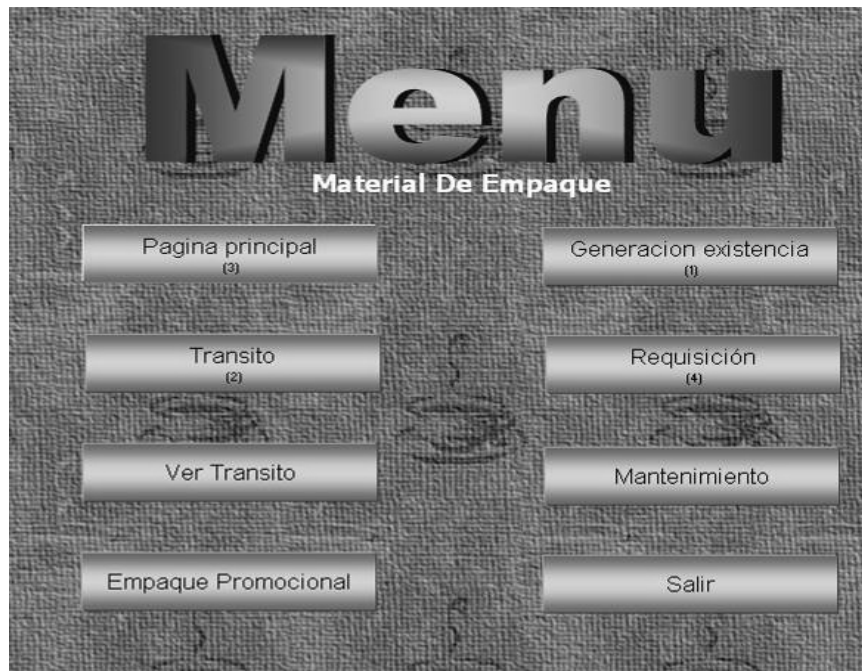 Menu
Material De Empaque
Pagina principal
(3)
Generacion existencia
(1)
Transito
(2)
Requisición
(4)
Ver Transito
Mantenimiento
Empaque Promocional
Salir